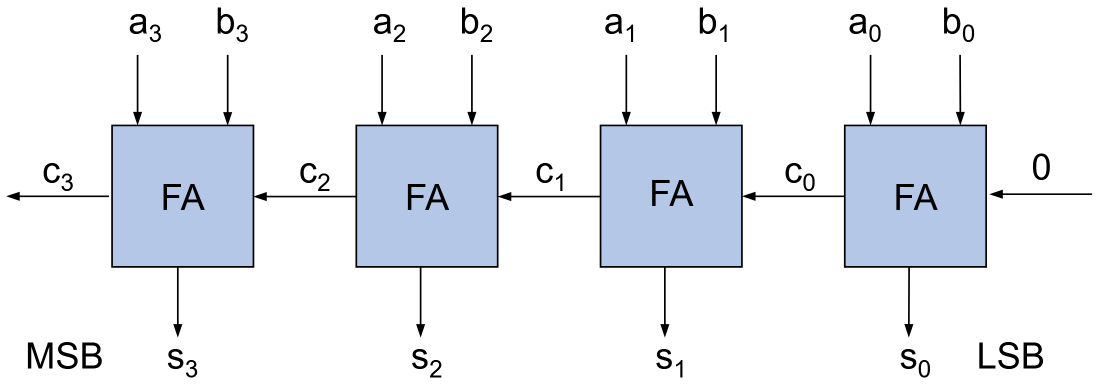 a₃ b₃ a₂ b₂ a₁ b₁ a₀ b₀
c₃ FA c₂ FA c₁ FA c₀ FA 0
MSB s₃ s₂ s₁ s₀ LSB